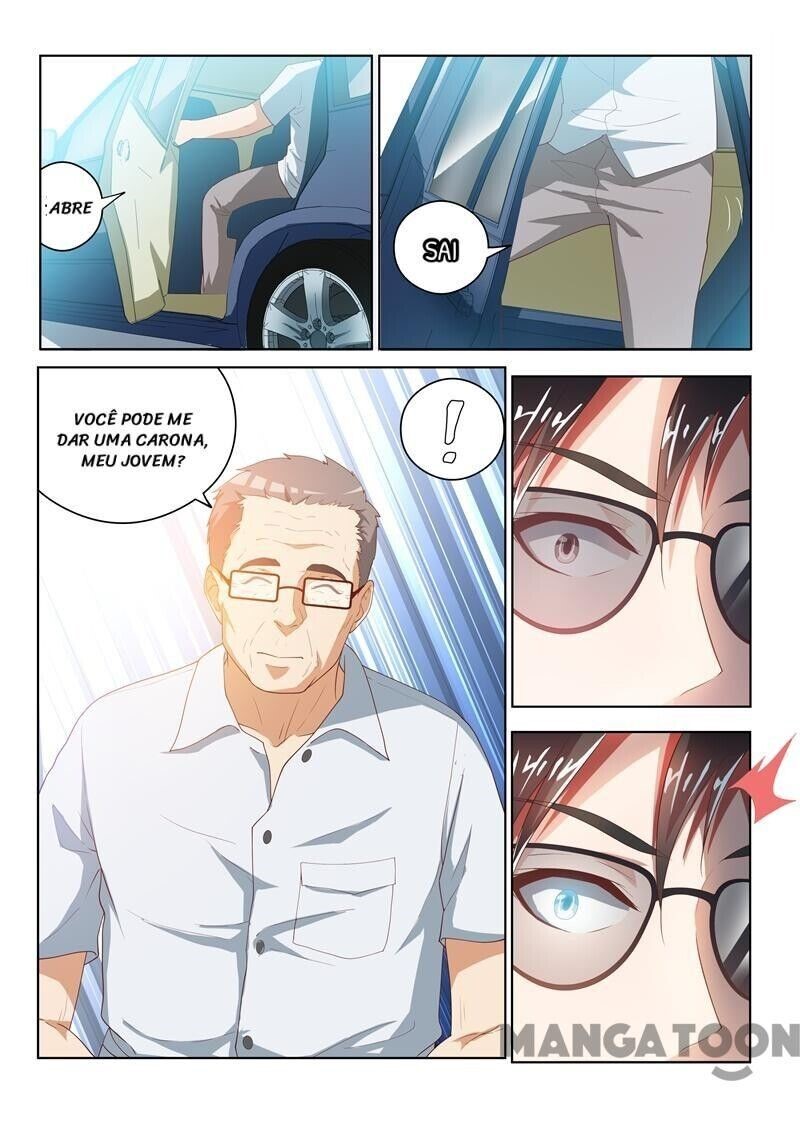 ABRE
SAI
VOCÊ PODE ME
DAR UMA CARONA,
MEU JOVEM?
!
MANGATOON